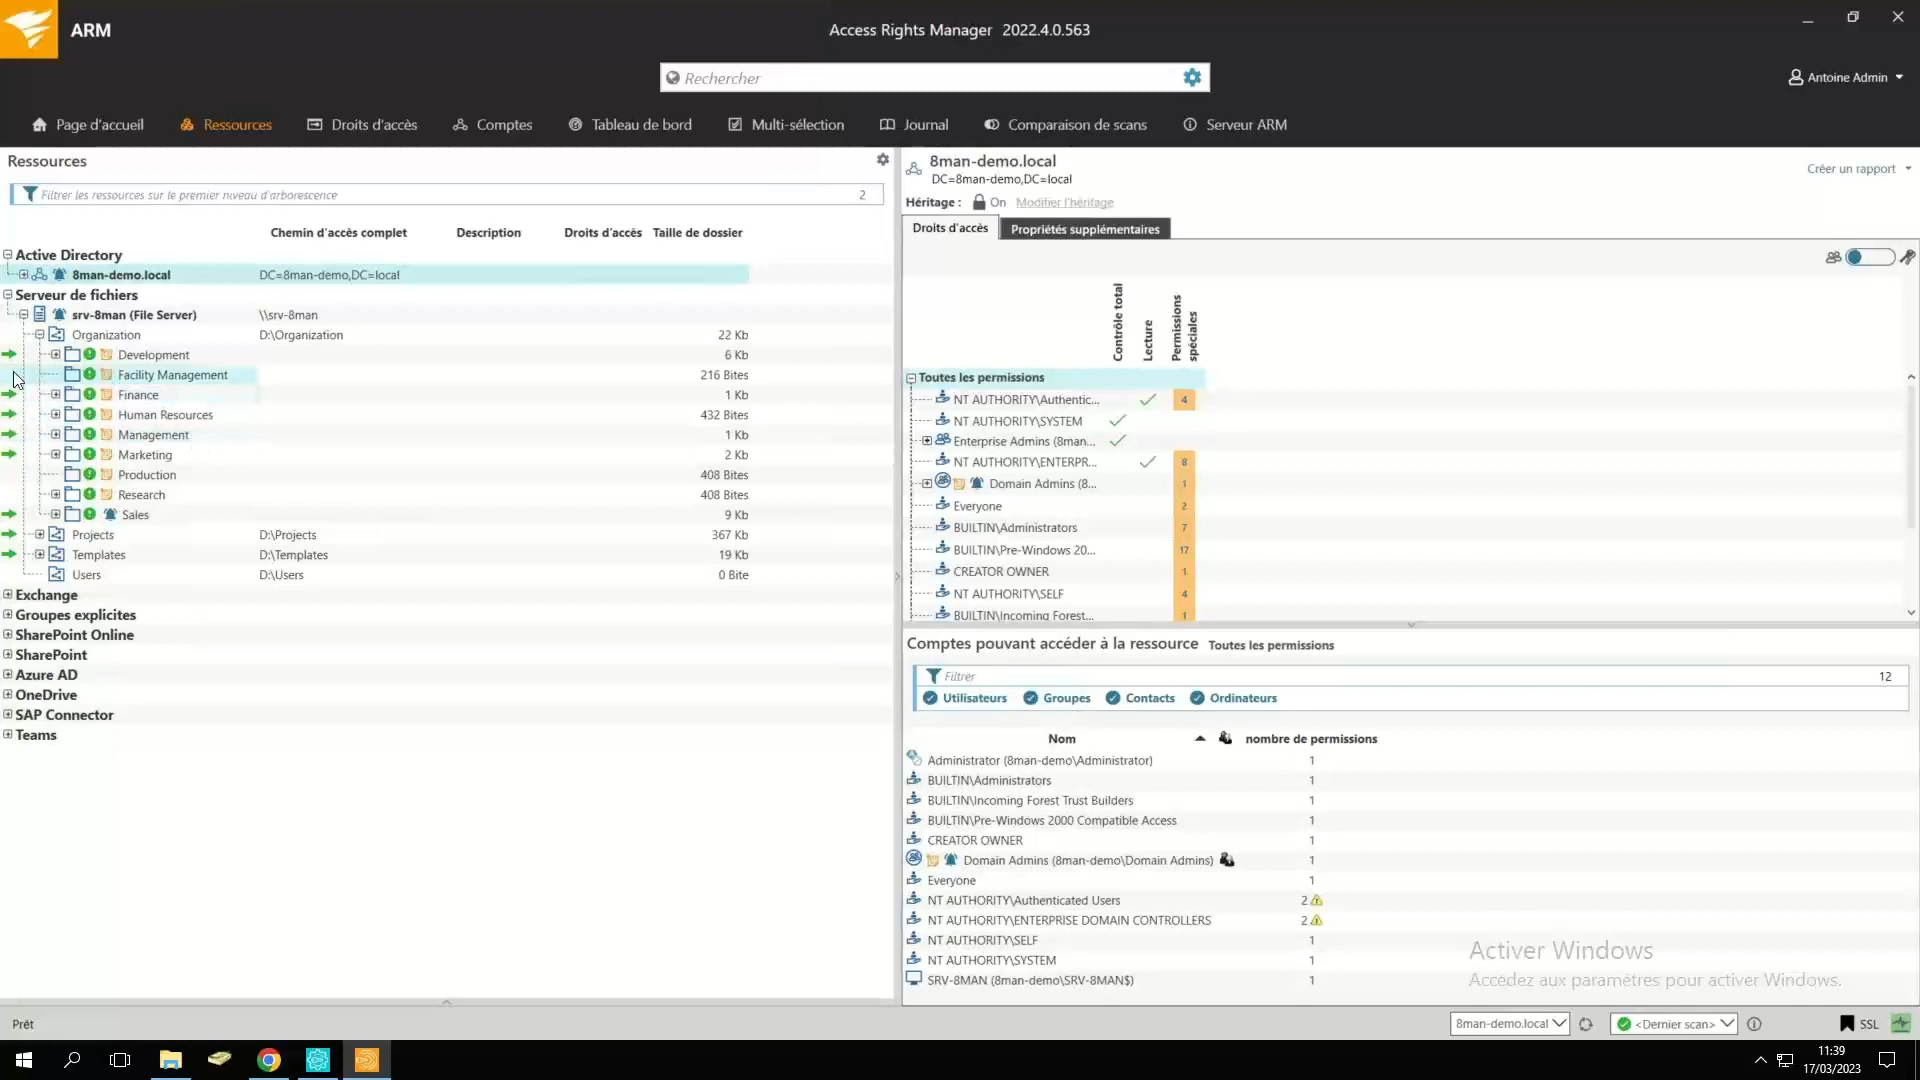 ARM
Access Rights Manager 2022.4.0.563
Rechercher
Antoine Admin
Page d'accueil
Ressources
Droits d'accès
Comptes
Tableau de bord
Multi-sélection
Journal
Comparaison de scans
Serveur ARM
Ressources
Filtrer les ressources sur le premier niveau d'arborescence 2
Chemin d'accès complet Description Droits d'accès Taille de dossier
Active Directory
8man-demo.local DC=8man-demo,DC=local
Serveur de fichiers
srv-8man (File Server) \\srv-8man
Organization D:\Organization 22 Kb
Development 6 Kb
Facility Management 216 Bites
Finance 1 Kb
Human Resources 432 Bites
Management 1 Kb
Marketing 2 Kb
Production 408 Bites
Research 408 Bites
Sales 9 Kb
Projects D:\Projects 367 Kb
Templates D:\Templates 19 Kb
Users D:\Users 0 Bite
Exchange
Groupes explicites
SharePoint Online
SharePoint
Azure AD
OneDrive
SAP Connector
Teams
8man-demo.local
DC=8man-demo,DC=local
Créer un rapport
Héritage : On Modifier l'héritage
Droits d'accès Propriétés supplémentaires
Contrôle total
Lecture
Permissions
spéciales
Toutes les permissions
NT AUTHORITY\Authentic... 4
NT AUTHORITY\SYSTEM
Enterprise Admins (8man...
NT AUTHORITY\ENTERPR... 8
Domain Admins (8... 1
Everyone 2
BUILTIN\Administrators 7
BUILTIN\Pre-Windows 20... 17
CREATOR OWNER 1
NT AUTHORITY\SELF 4
BUILTIN\Incoming Forest... 1
Comptes pouvant accéder à la ressource Toutes les permissions
Filtrer 12
Utilisateurs Groupes Contacts Ordinateurs
Nom nombre de permissions
Administrator (8man-demo\Administrator) 1
BUILTIN\Administrators 1
BUILTIN\Incoming Forest Trust Builders 1
BUILTIN\Pre-Windows 2000 Compatible Access 1
CREATOR OWNER 1
Domain Admins (8man-demo\Domain Admins) 1
Everyone 1
NT AUTHORITY\Authenticated Users 2
NT AUTHORITY\ENTERPRISE DOMAIN CONTROLLERS 2
NT AUTHORITY\SELF 1
NT AUTHORITY\SYSTEM 1
SRV-8MAN (8man-demo\SRV-8MAN$) 1
Activer Windows
Accédez aux paramètres pour activer Windows.
Prêt
8man-demo.local
<Dernier scan>
SSL
11:39
17/03/2023